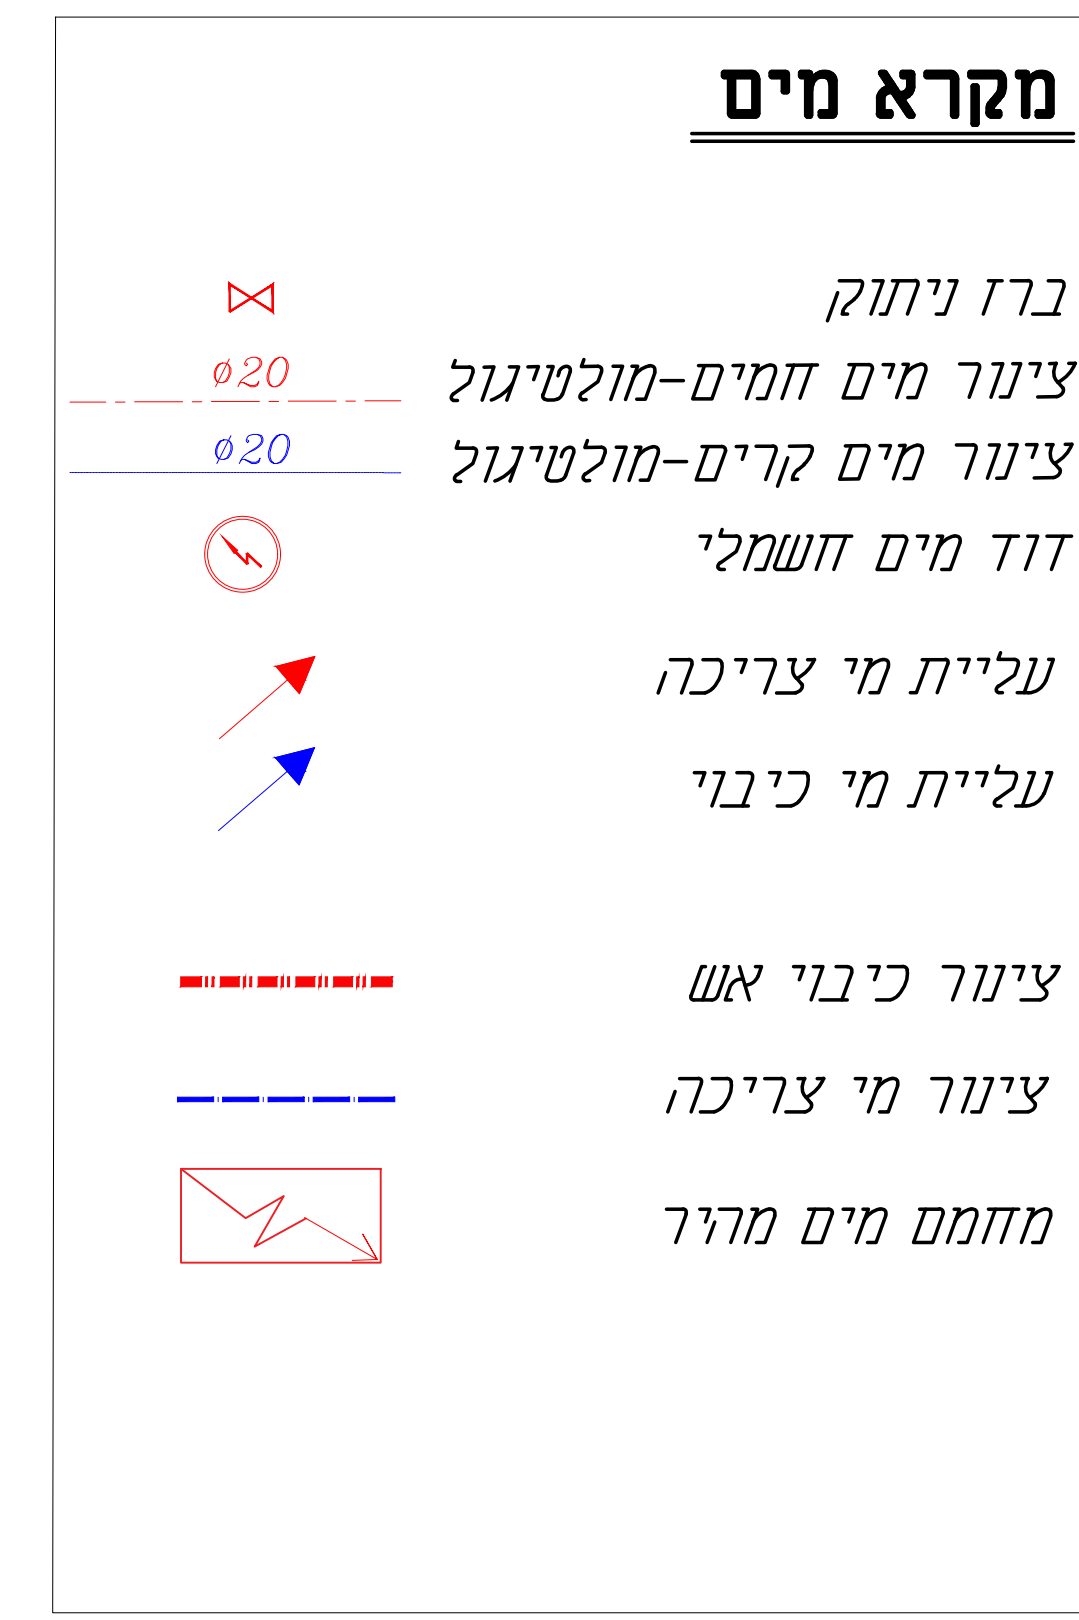 מקרא מים
ברז ניתוק
צינור מים חמים-מולטיגול
ø20
צינור מים קרים-מולטיגול
ø20
דוד מים חשמלי
עליית מי צריכה
עליית מי כיבוי
צינור כיבוי אש
צינור מי צריכה
מחמם מים מהיר